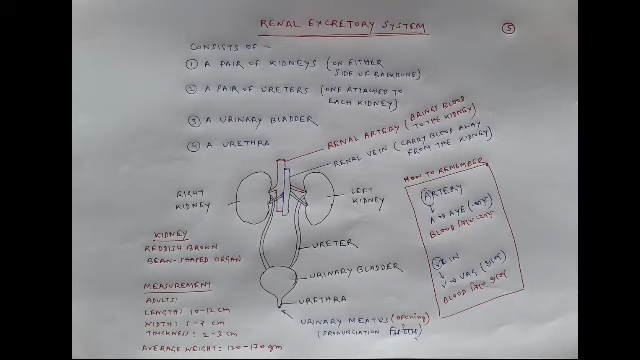 RENAL EXCRETORY SYSTEM
5
CONSISTS OF -
1 A PAIR OF KIDNEYS (ON EITHER
SIDE OF BACKBONE)
2 A PAIR OF URETERS (ONE ATTACHED TO
EACH KIDNEY)
3 A URINARY BLADDER
4 A URETHRA
RENAL ARTERY (BRINGS BLOOD
TO THE KIDNEY)
RENAL VEIN (CARRY BLOOD AWAY
FROM THE KIDNEY)
RIGHT
KIDNEY
LEFT
KIDNEY
HOW TO REMEMBER
ARTERY
A → AYE
BLOOD
VEIN
V → VAG
BLOOD
KIDNEY
REDDISH BROWN
BEAN-SHAPED ORGAN
URETER
URINARY BLADDER
URETHRA
URINARY MEATUS (opening)
(PRONUNCIATION
MEASUREMENT
ADULTS:
LENGTH: 10-12 cm
WIDTH: 5-7 cm
THICKNESS: 2-3 cm
AVERAGE WEIGHT: 120-170 gm